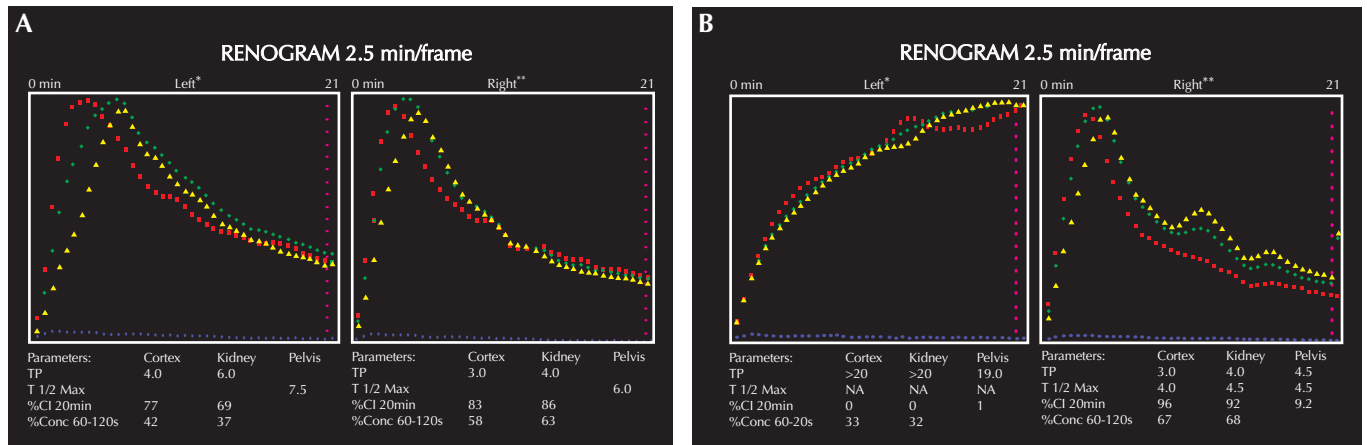 A
RENOGRAM 2.5 min/frame
0 min Left* 21
0 min Right** 21
Parameters: Cortex Kidney Pelvis
TP 4.0 6.0
T 1/2 Max 7.5
%CI 20min 77 69
%Conc 60-120s 42 37
Parameters: Cortex Kidney Pelvis
TP 3.0 4.0
T 1/2 Max 6.0
%CI 20min 83 86
%Conc 60-120s 58 63
B
RENOGRAM 2.5 min/frame
0 min Left* 21
0 min Right** 21
Parameters: Cortex Kidney Pelvis
TP >20 >20 19.0
T 1/2 Max NA NA NA
%CI 20min 0 0 1
%Conc 60-20s 33 32
Parameters: Cortex Kidney Pelvis
TP 3.0 4.0 4.5
T 1/2 Max 4.0 4.5 4.5
%CI 20min 96 92 9.2
%Conc 60-120s 67 68